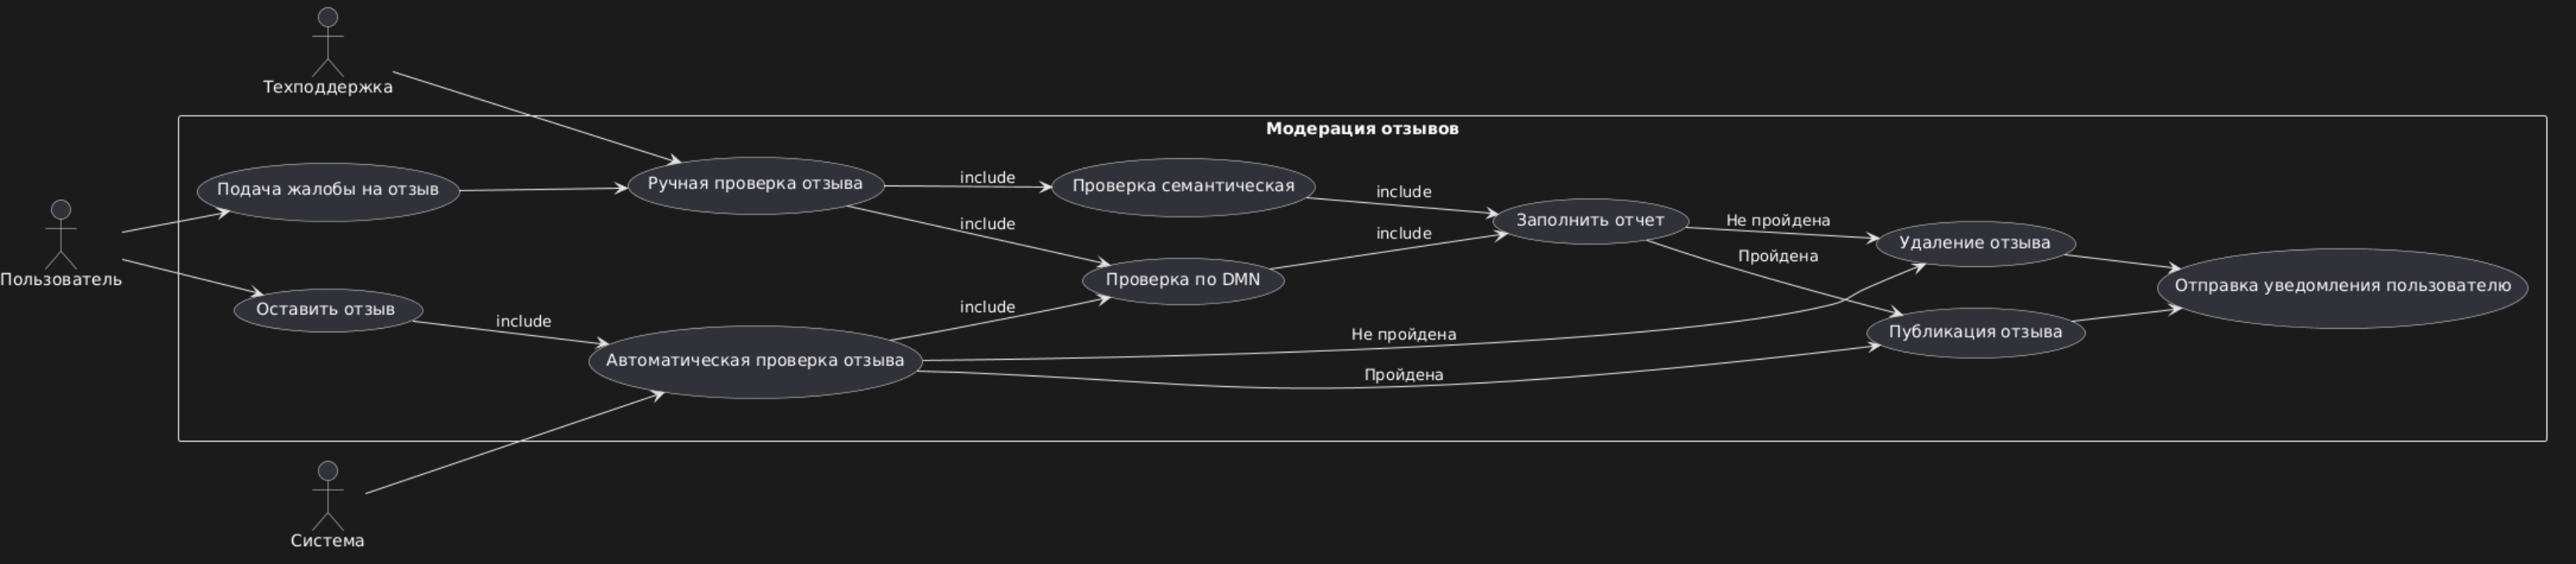 Техподдержка
Модерация отзывов
Подача жалобы на отзыв
Ручная проверка отзыва
include
Проверка семантическая
include
Заполнить отчет
Не пройдена
Удаление отзыва
include
include
Пройдена
Отправка уведомления пользователю
Пользователь
Проверка по DMN
Оставить отзыв
include
include
Не пройдена
Публикация отзыва
Автоматическая проверка отзыва
Пройдена
Система